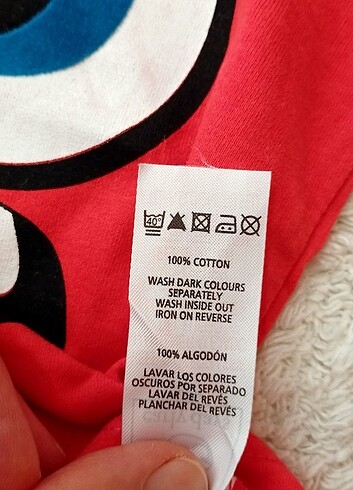 40°
100% COTTON
WASH DARK COLOURS
SEPARATELY
WASH INSIDE OUT
IRON ON REVERSE
100% ALGODÓN
LAVAR LOS COLORES
OSCUROS POR SEPARADO
LAVAR DEL REVÉS
PLANCHAR DEL REVÉS